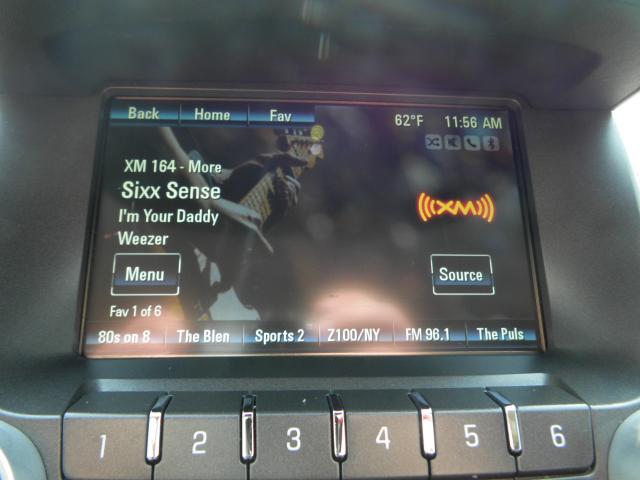 Back Home Fav 62°F 11:56 AM
XM 164 - More
Sixx Sense
I'm Your Daddy
Weezer
((XM))
Menu Source
Fav 1 of 6
80s on 8 The Blen Sports 2 Z100/NY FM 96.1 The Puls
1 2 3 4 5 6